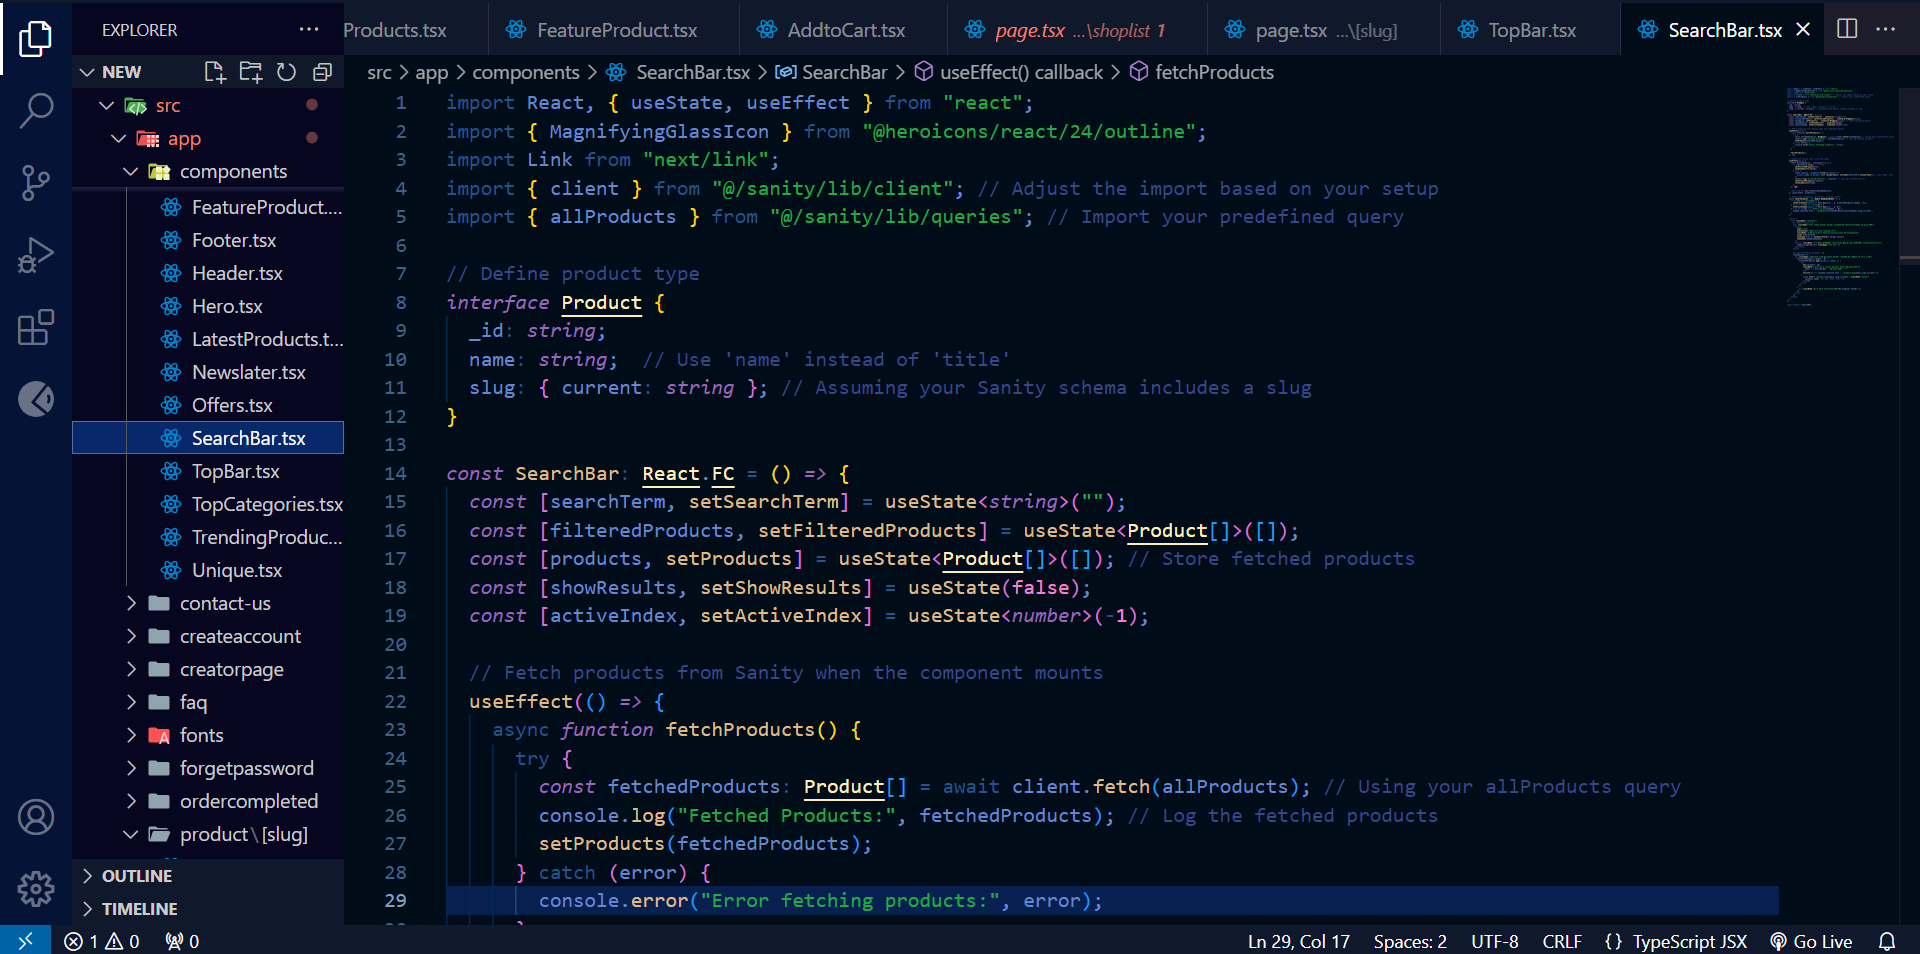 EXPLORER ···
Products.tsx
FeatureProduct.tsx
AddtoCart.tsx
page.tsx ...\shoplist 1
page.tsx ...\[slug]
TopBar.tsx
SearchBar.tsx
NEW
src > app > components > SearchBar.tsx > SearchBar > useEffect() callback > fetchProducts
src
app
components
FeatureProduct....
Footer.tsx
Header.tsx
Hero.tsx
LatestProducts.t...
Newslater.tsx
Offers.tsx
SearchBar.tsx
TopBar.tsx
TopCategories.tsx
TrendingProduc...
Unique.tsx
contact-us
createaccount
creatorpage
faq
fonts
forgetpassword
ordercompleted
product\[slug]
OUTLINE
TIMELINE
1 import React, { useState, useEffect } from "react";
2 import { MagnifyingGlassIcon } from "@heroicons/react/24/outline";
3 import Link from "next/link";
4 import { client } from "@/sanity/lib/client"; // Adjust the import based on your setup
5 import { allProducts } from "@/sanity/lib/queries"; // Import your predefined query
6
7 // Define product type
8 interface Product {
9 _id: string;
10 name: string; // Use 'name' instead of 'title'
11 slug: { current: string }; // Assuming your Sanity schema includes a slug
12 }
13
14 const SearchBar: React.FC = () => {
15 const [searchTerm, setSearchTerm] = useState<string>("");
16 const [filteredProducts, setFilteredProducts] = useState<Product[]>([]);
17 const [products, setProducts] = useState<Product[]>([]); // Store fetched products
18 const [showResults, setShowResults] = useState(false);
19 const [activeIndex, setActiveIndex] = useState<number>(-1);
20
21 // Fetch products from Sanity when the component mounts
22 useEffect(() => {
23 async function fetchProducts() {
24 try {
25 const fetchedProducts: Product[] = await client.fetch(allProducts); // Using your allProducts query
26 console.log("Fetched Products:", fetchedProducts); // Log the fetched products
27 setProducts(fetchedProducts);
28 } catch (error) {
29 console.error("Error fetching products:", error);
1 0 0
Ln 29, Col 17 Spaces: 2 UTF-8 CRLF {} TypeScript JSX Go Live